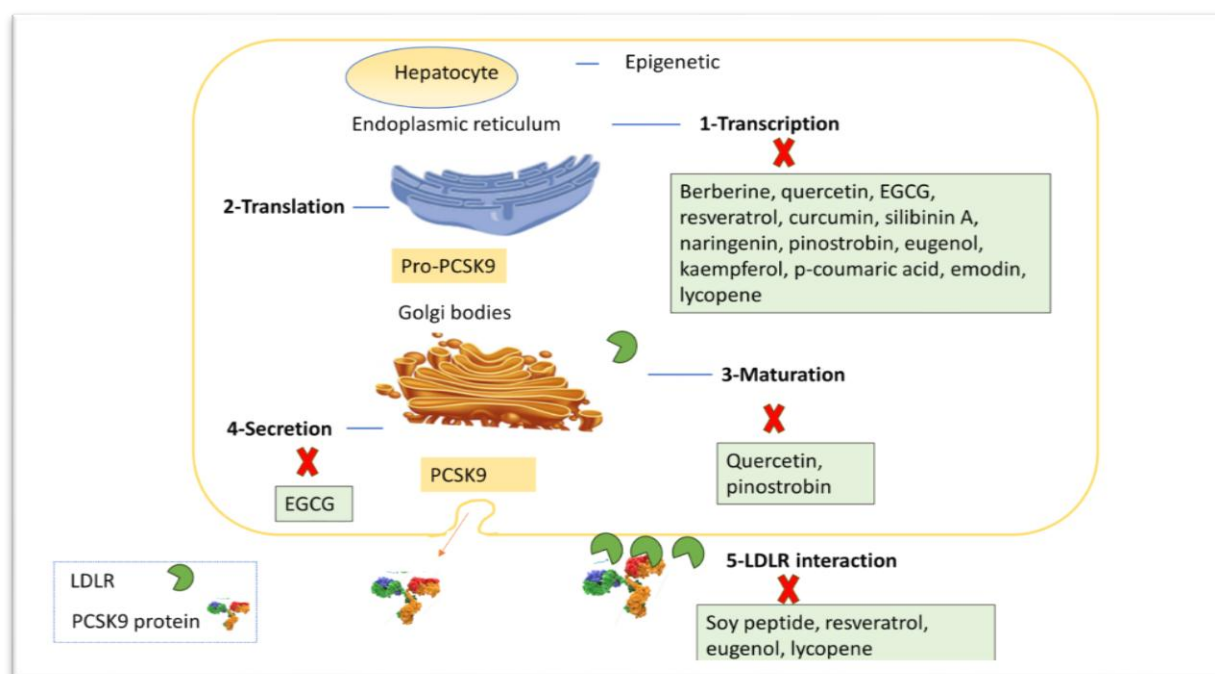 Hepatocyte
Epigenetic
Endoplasmic reticulum
1-Transcription
Berberine, quercetin, EGCG,
resveratrol, curcumin, silibinin A,
naringenin, pinostrobin, eugenol,
kaempferol, p-coumaric acid, emodin,
lycopene
2-Translation
Pro-PCSK9
Golgi bodies
3-Maturation
Quercetin,
pinostrobin
4-Secretion
EGCG
PCSK9
5-LDLR interaction
Soy peptide, resveratrol,
eugenol, lycopene
LDLR
PCSK9 protein